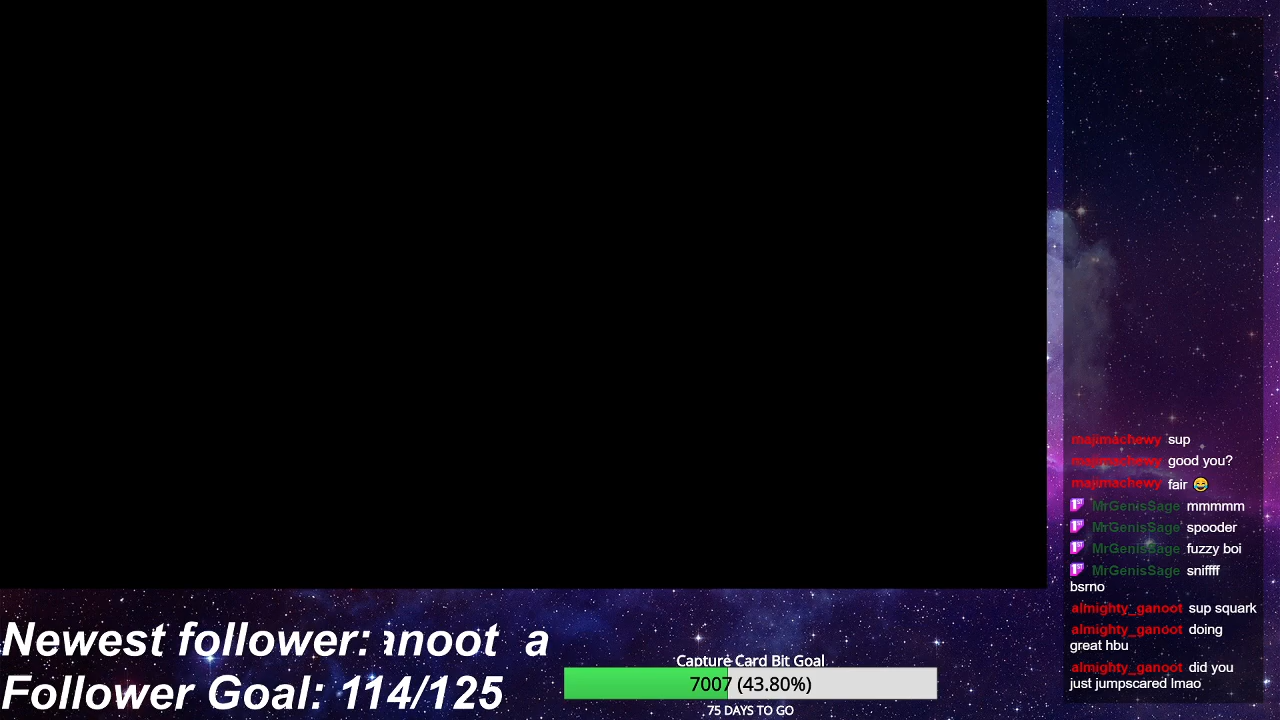 majimachewy sup
majimachewy good you?
majimachewy fair
MrGenisSage mmmmm
MrGenisSage spooder
MrGenisSage fuzzy boi
MrGenisSage sniffff
bsrno
almighty_ganoot sup squark
almighty_ganoot doing
great hbu
almighty_ganoot did you
just jumpscared lmao
Newest follower: anoot a
Follower Goal: 114/125
Capture Card Bit Goal
7007 (43.80%)
75 DAYS TO GO